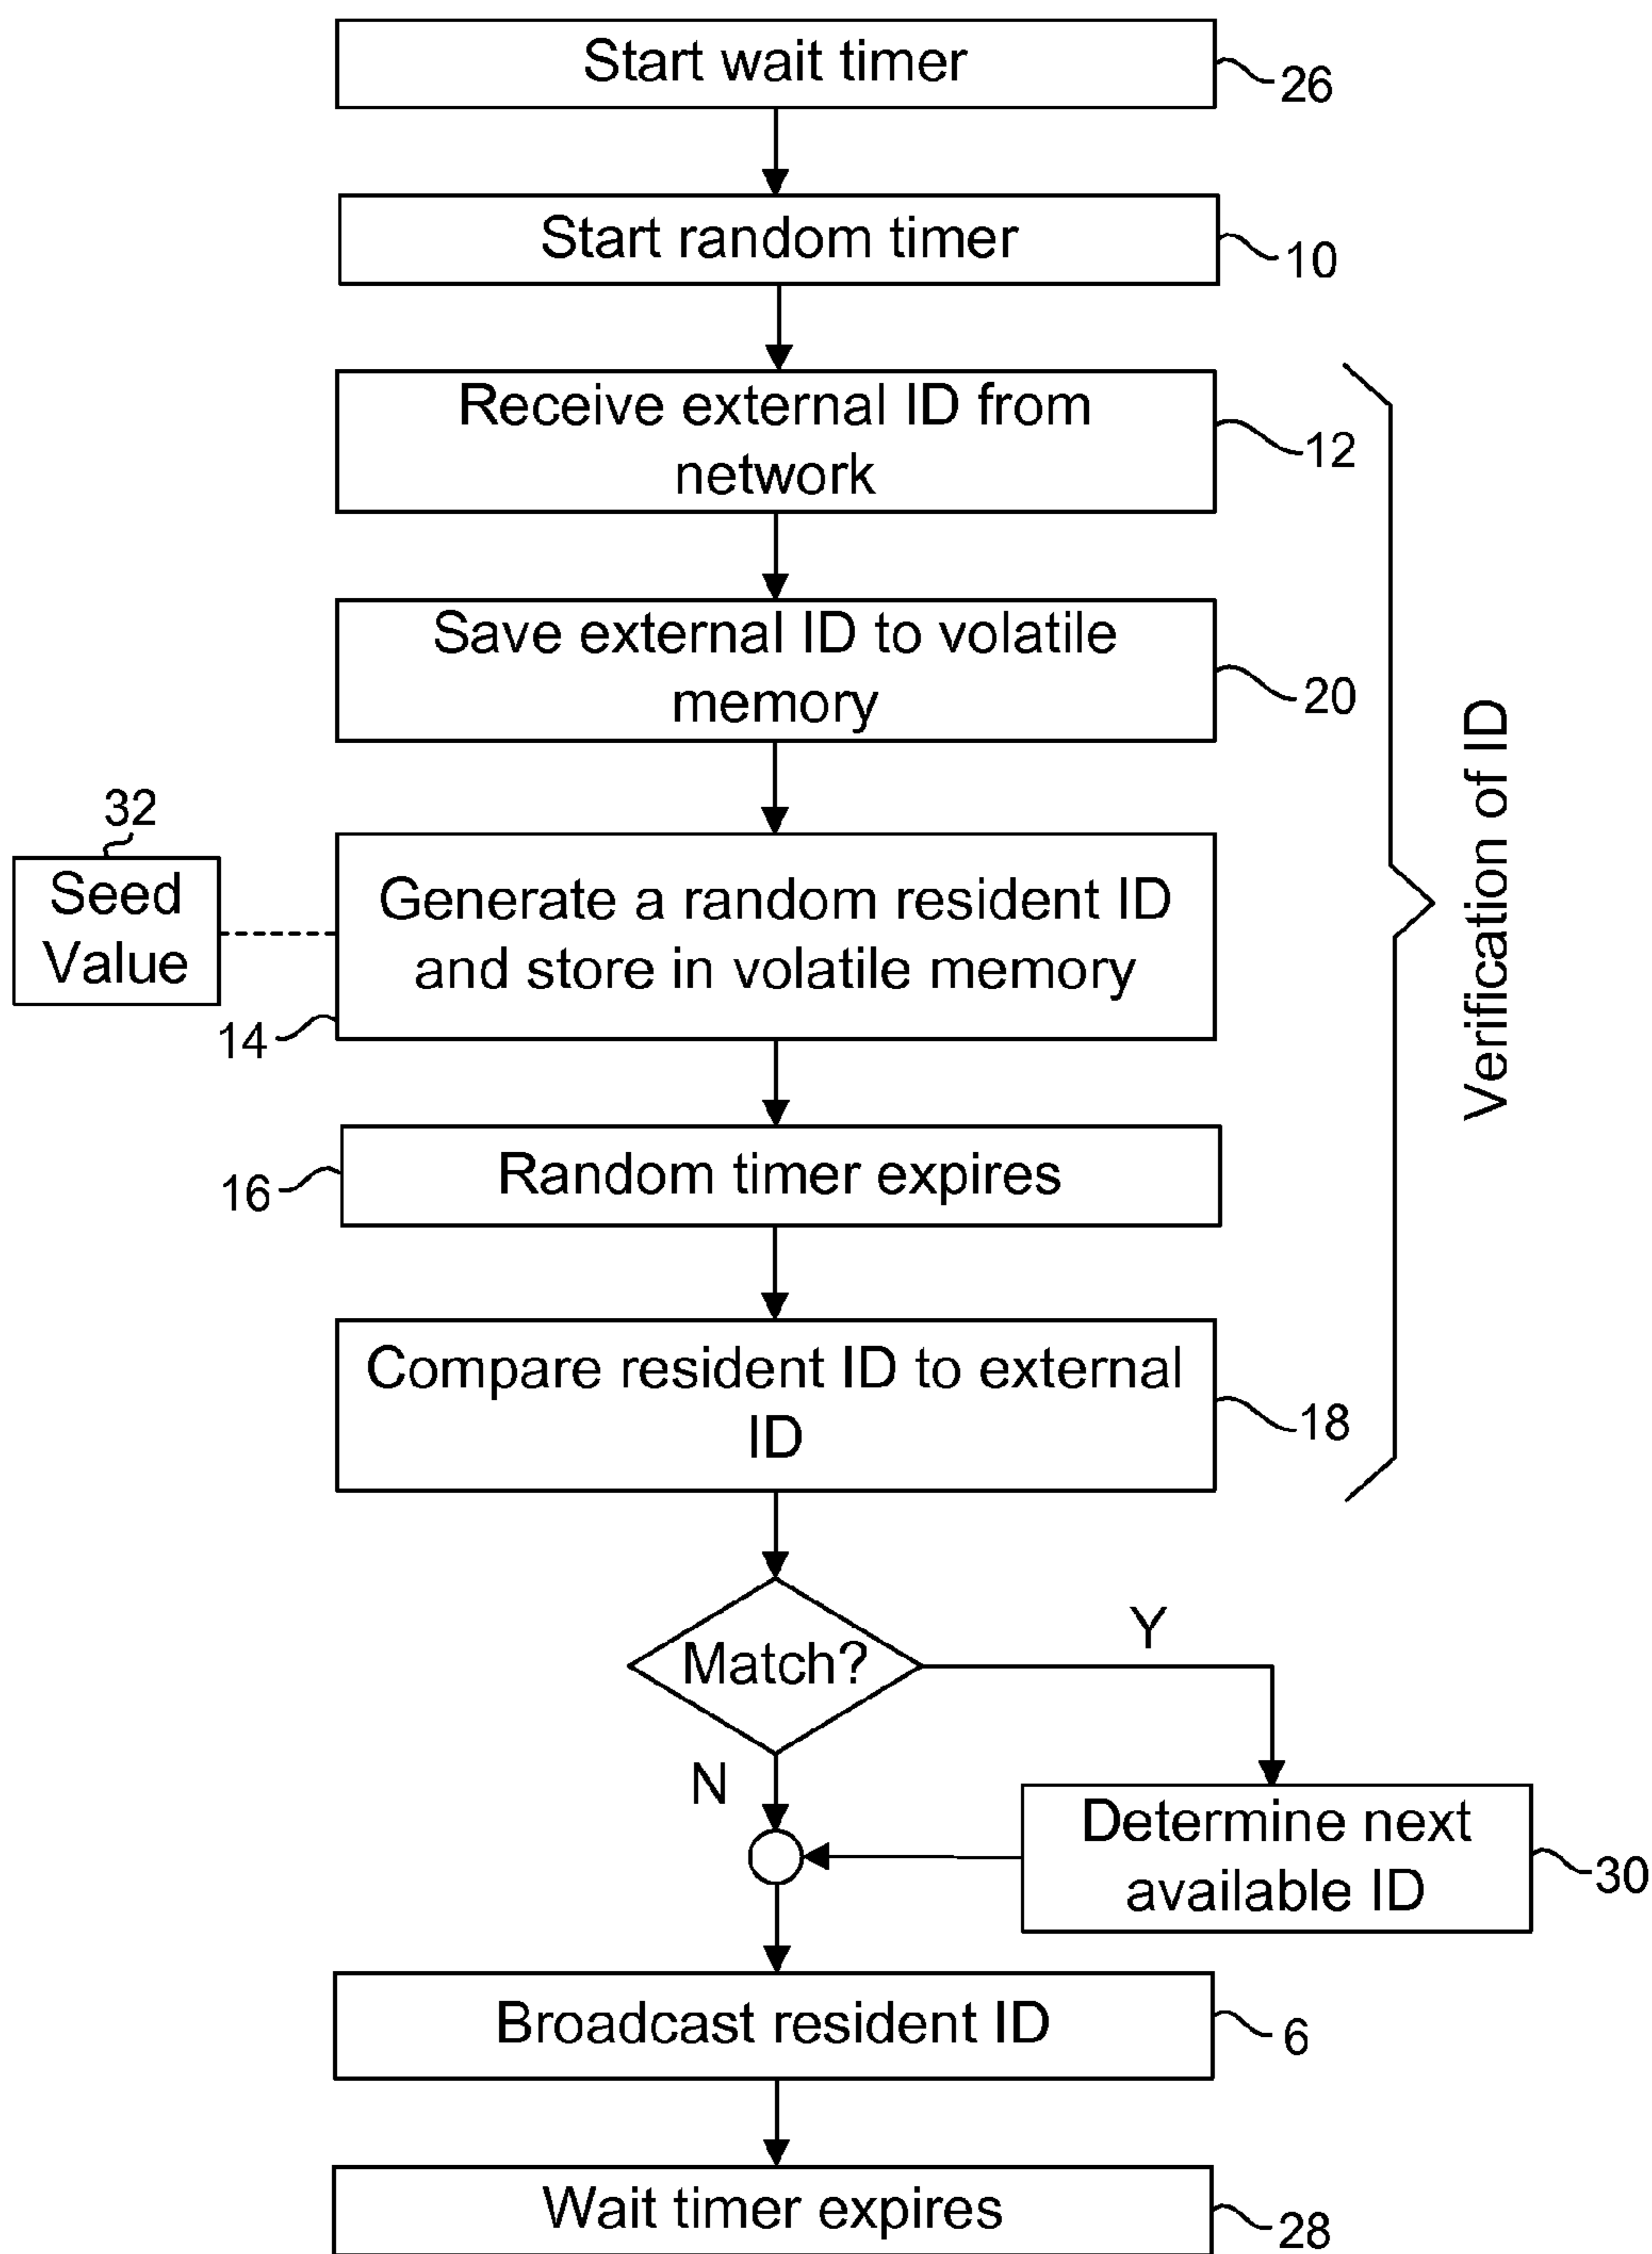 Start wait timer
26
Start random timer
10
Receive external ID from
network
12
Save external ID to volatile
memory
20
32
Seed
Value
Generate a random resident ID
and store in volatile memory
14
Random timer expires
16
Compare resident ID to external
ID
18
Verification of ID
Match?
Y
N
Determine next
available ID
30
Broadcast resident ID
6
Wait timer expires
28